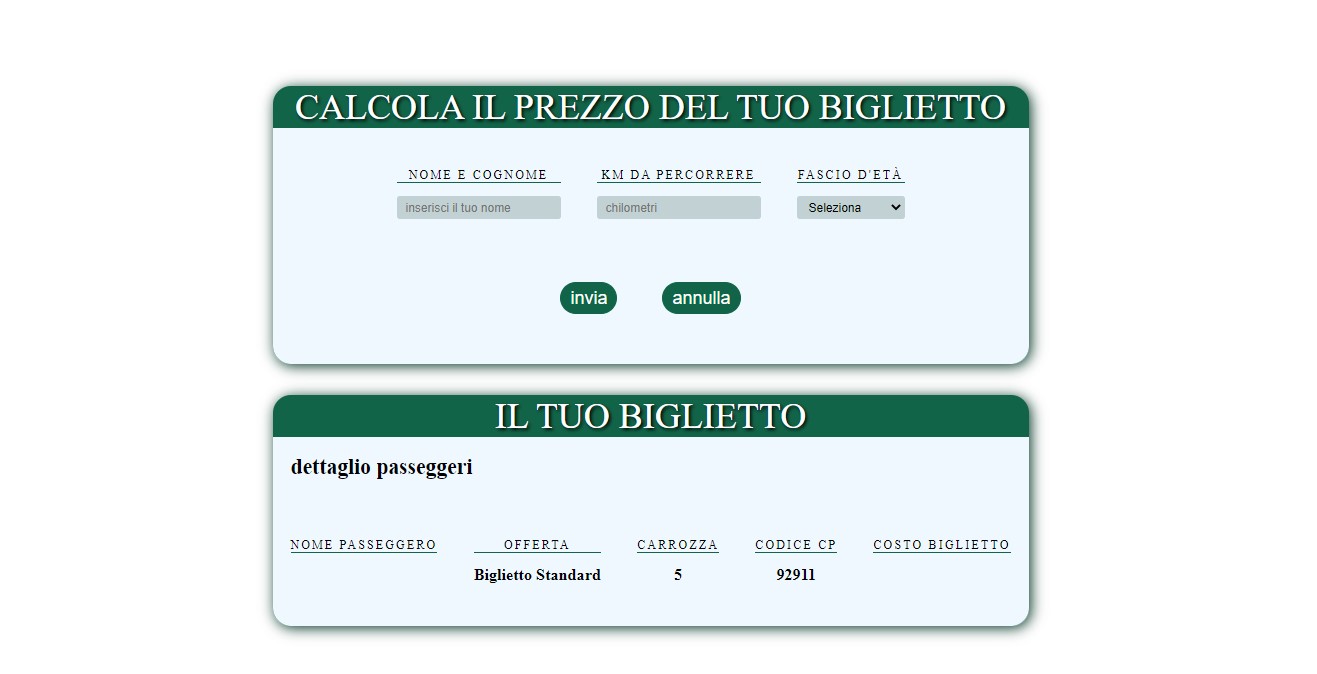 CALCOLA IL PREZZO DEL TUO BIGLIETTO
NOME E COGNOME KM DA PERCORRERE FASCIO D'ETÀ
inserisci il tuo nome chilometri Seleziona
invia annulla
IL TUO BIGLIETTO
dettaglio passeggeri
NOME PASSEGGERO OFFERTA CARROZZA CODICE CP COSTO BIGLIETTO
Biglietto Standard 5 92911